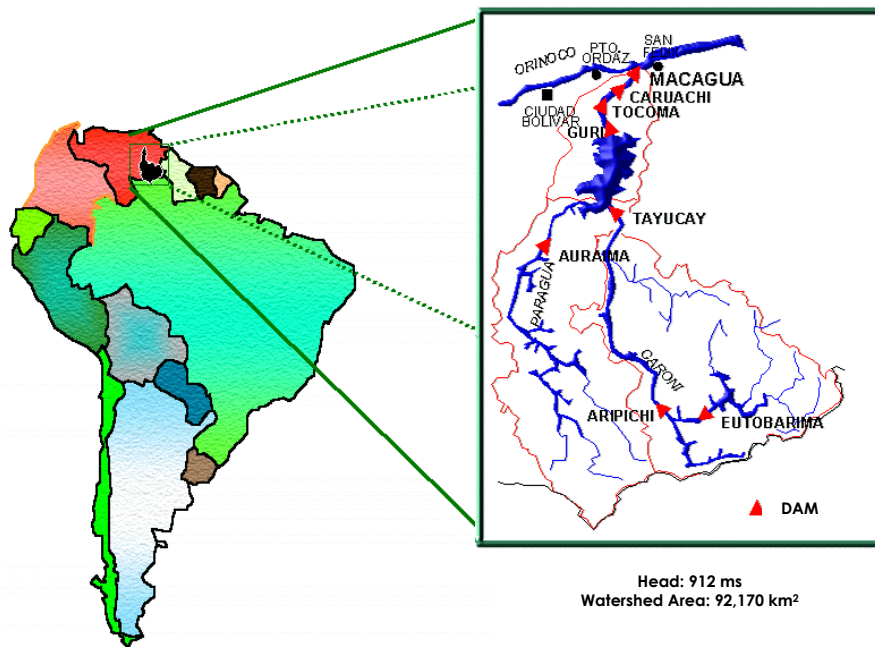 ORINOCO
PTO.
ORDAZ
SAN
FELIX
CIUDAD
BOLIVAR
MACAGUA
CARUACHI
TOCOMA
GURI
TAYUCAY
AURAIMA
PARAGUA
CARONI
ARIPICHI
EUTOBARIMA
DAM
Head: 912 ms
Watershed Area: 92,170 km²